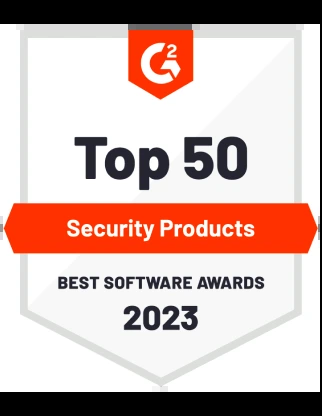 G2
Top 50
Security Products
BEST SOFTWARE AWARDS
2023